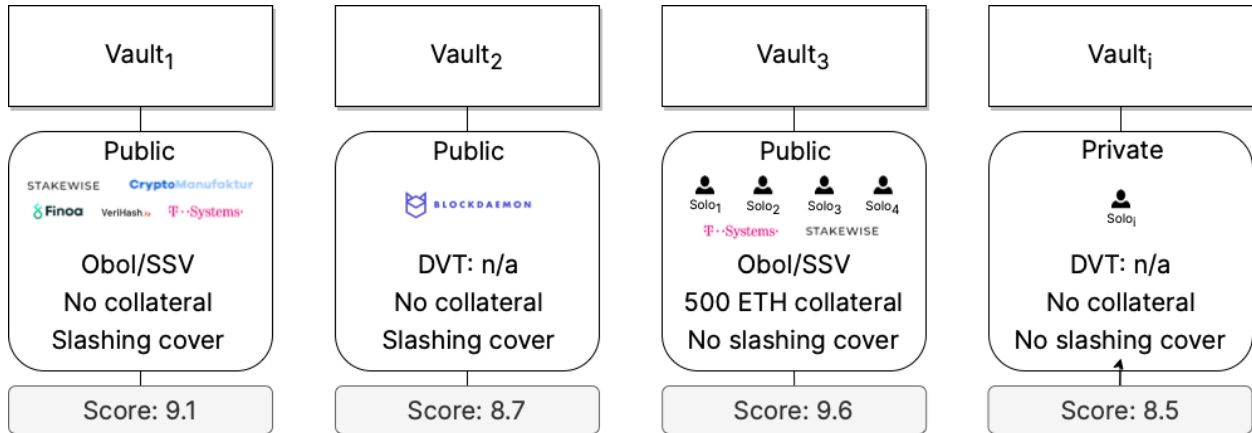 Vault1
Public
STAKEWISE CryptoManufaktur
Finoa VeriHash.io T··Systems·
Obol/SSV
No collateral
Slashing cover
Score: 9.1
Vault2
Public
BLOCKDAEMON
DVT: n/a
No collateral
Slashing cover
Score: 8.7
Vault3
Public
Solo1 Solo2 Solo3 Solo4
T··Systems· STAKEWISE
Obol/SSV
500 ETH collateral
No slashing cover
Score: 9.6
Vaulti
Private
Soloi
DVT: n/a
No collateral
No slashing cover
Score: 8.5